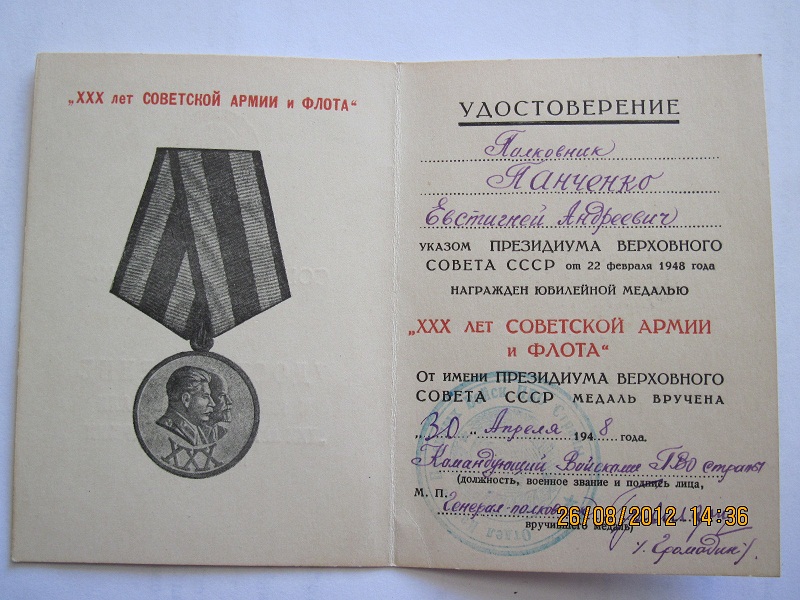 „XXX лет СОВЕТСКОЙ АРМИИ и ФЛОТА“
XXX
УДОСТОВЕРЕНИЕ
Полковник
Панченко
Евстигней Андреевич
УКАЗОМ ПРЕЗИДИУМА ВЕРХОВНОГО
СОВЕТА СССР от 22 февраля 1948 года
НАГРАЖДЕН ЮБИЛЕЙНОЙ МЕДАЛЬЮ
„XXX ЛЕТ СОВЕТСКОЙ АРМИИ
и ФЛОТА“
От имени ПРЕЗИДИУМА ВЕРХОВНОГО
СОВЕТА СССР МЕДАЛЬ ВРУЧЕНА
„30„ Апреля 1948 года.
Командующий Войсками ПВО страны
(должность, военное звание и подпись лица,
М. П. Генерал-полковник
вручившего медаль)
/Громадин/
Отдел
26/08/2012 14:36